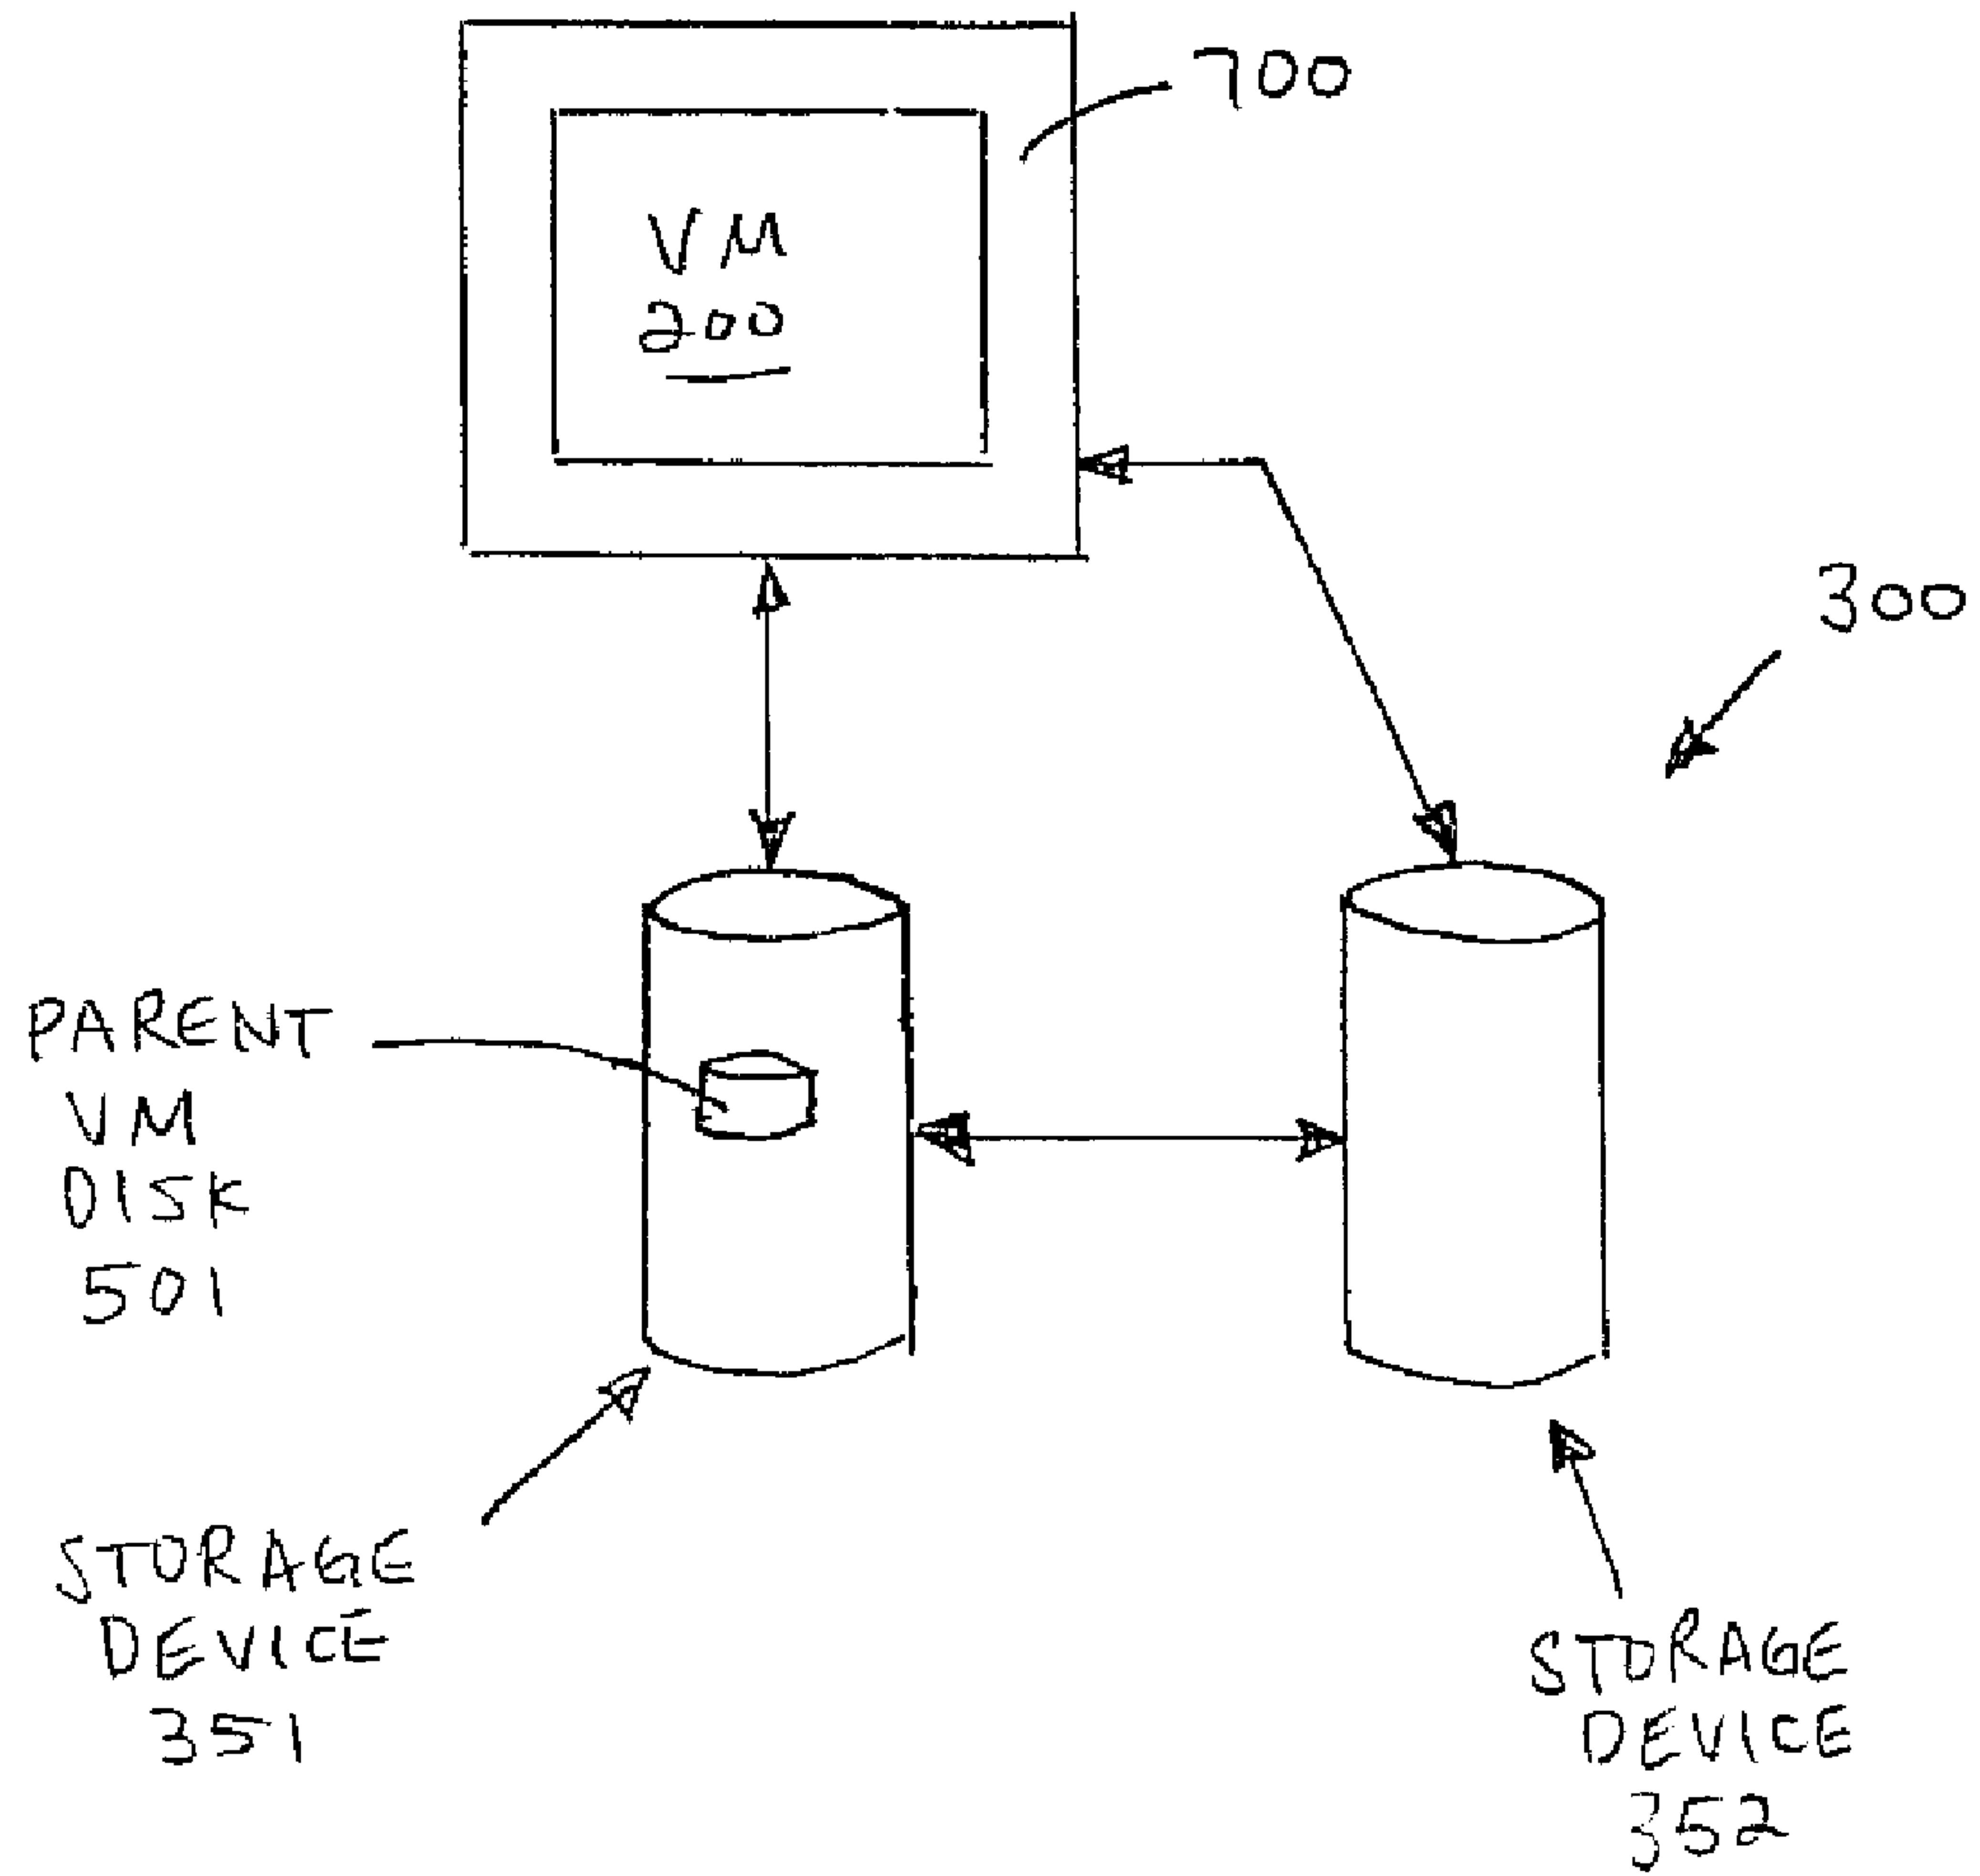 700
VM
200
300
PARENT
VM
DISK
501
STORAGE
DEVICE
351
STORAGE
DEVICE
352